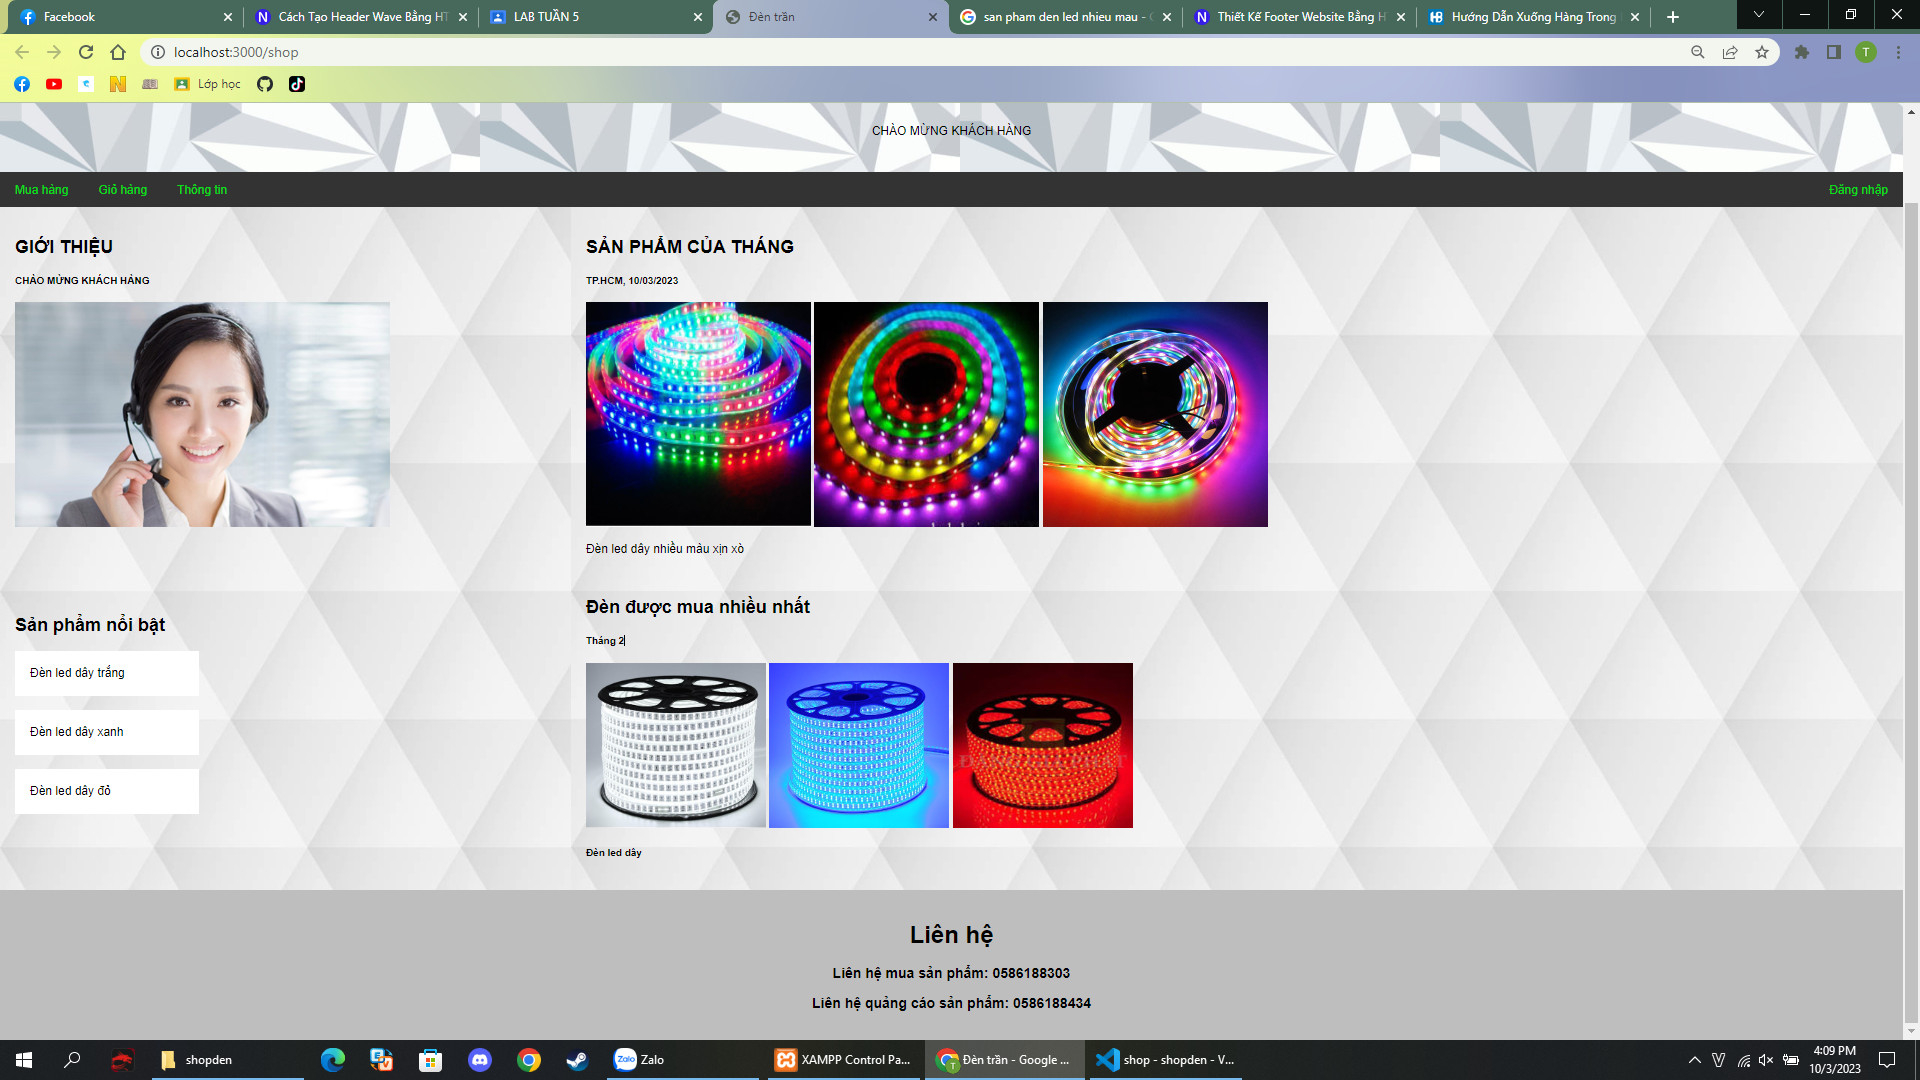 Facebook
Cách Tạo Header Wave Bằng HT
LAB TUẦN 5
Đèn trần
san pham den led nhieu mau - G
Thiết Kế Footer Website Bằng H
Hướng Dẫn Xuống Hàng Trong
localhost:3000/shop
T
Lớp học
CHÀO MỪNG KHÁCH HÀNG
Mua hàng
Giỏ hàng
Thông tin
Đăng nhập
GIỚI THIỆU
CHÀO MỪNG KHÁCH HÀNG
Sản phẩm nổi bật
Đèn led dây trắng
Đèn led dây xanh
Đèn led dây đỏ
SẢN PHẨM CỦA THÁNG
TP.HCM, 10/03/2023
Đèn led dây nhiều màu xịn xò
Đèn được mua nhiều nhất
Tháng 2
Đèn led dây
Liên hệ
Liên hệ mua sản phẩm: 0586188303
Liên hệ quảng cáo sản phẩm: 0586188434
shopden
Zalo
XAMPP Control Pa...
Đèn trần - Google ...
shop - shopden - V...
4:09 PM
10/3/2023